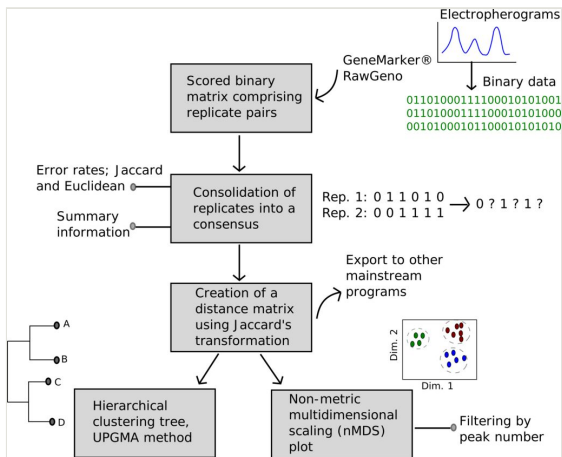 Electropherograms
GeneMarker®
RawGeno
Binary data
01101000111100010101001
01101000111100010101000
00101000101100010101010
Scored binary
matrix comprising
replicate pairs
Error rates; Jaccard
and Euclidean
Summary
information
Consolidation of
replicates into a
consensus
Rep. 1: 0 1 1 0 1 0
Rep. 2: 0 0 1 1 1 1
0 ? 1 ? 1 ?
Export to other
mainstream
programs
Creation of a
distance matrix
using Jaccard's
transformation
A
B
C
D
Dim. 2
Dim. 1
Hierarchical
clustering tree,
UPGMA method
Non-metric
multidimensional
scaling (nMDS)
plot
Filtering by
peak number